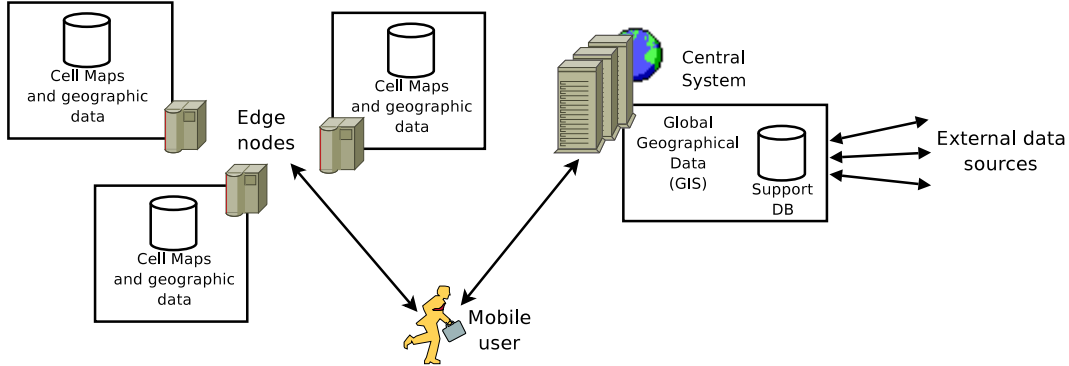 Cell Maps
and geographic
data
Edge
nodes
Cell Maps
and geographic
data
Cell Maps
and geographic
data
Central
System
Global
Geographical
Data
(GIS)
Support
DB
External data
sources
Mobile
user